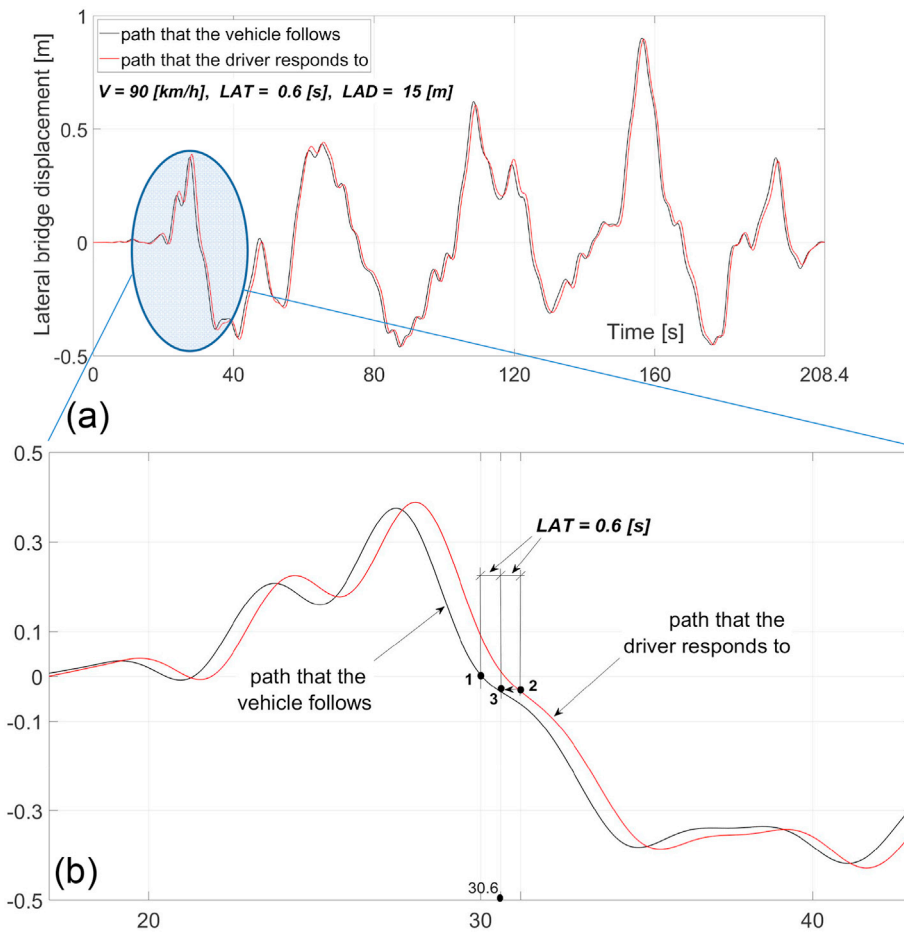 1
path that the vehicle follows
path that the driver responds to
V = 90 [km/h], LAT = 0.6 [s], LAD = 15 [m]
0.5
0
-0.5
Lateral bridge displacement [m]
Time [s]
0 40 80 120 160 208.4
(a)
0.5
0.3
0.1
0
-0.1
-0.3
-0.5
LAT = 0.6 [s]
path that the
driver responds to
path that the
vehicle follows
1
2
3
(b)
30.6
20 30 40